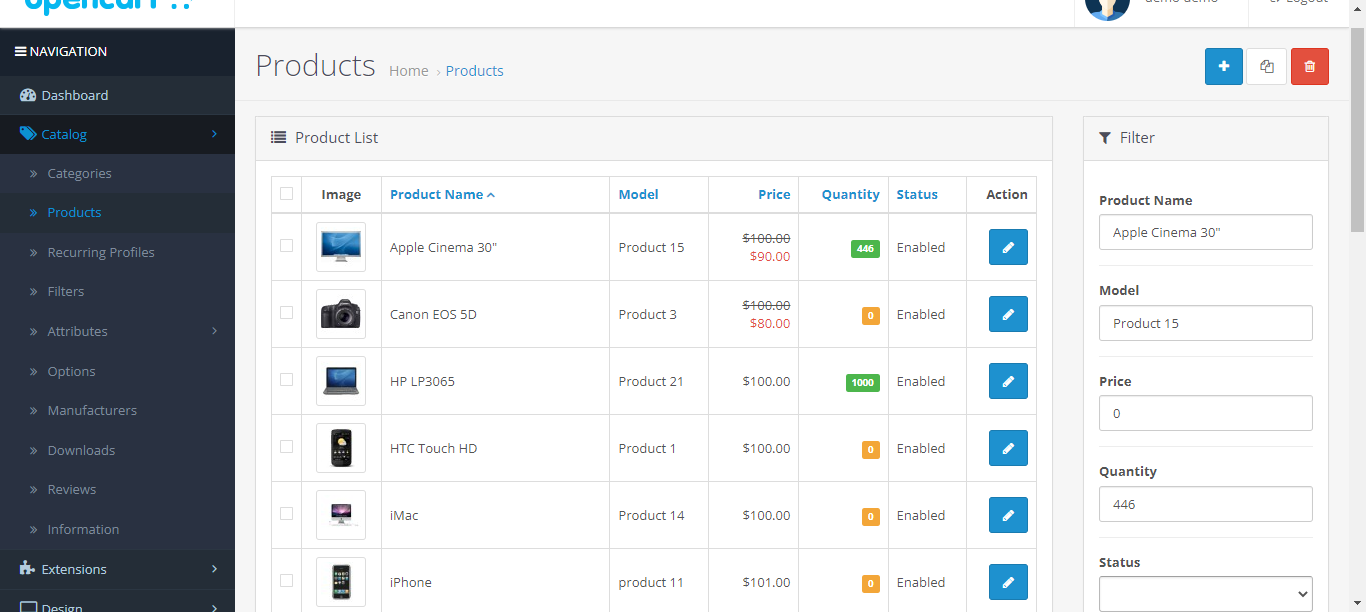 opencart
demo demo
Logout
NAVIGATION
Dashboard
Catalog
Categories
Products
Recurring Profiles
Filters
Attributes
Options
Manufacturers
Downloads
Reviews
Information
Extensions
Design
Products Home › Products
Product List
Image Product Name Model Price Quantity Status Action
Apple Cinema 30" Product 15 $100.00 446 Enabled
$90.00
Canon EOS 5D Product 3 $100.00 0 Enabled
$80.00
HP LP3065 Product 21 $100.00 1000 Enabled
HTC Touch HD Product 1 $100.00 0 Enabled
iMac Product 14 $100.00 0 Enabled
iPhone product 11 $101.00 0 Enabled
Filter
Product Name
Apple Cinema 30"
Model
Product 15
Price
0
Quantity
446
Status